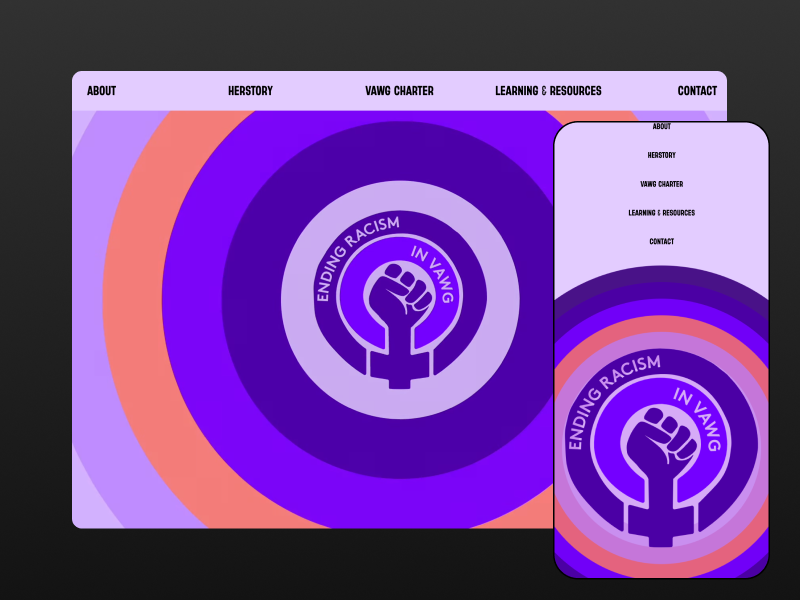 ABOUT HERSTORY VAWG CHARTER LEARNING & RESOURCES CONTACT
ENDING RACISM IN VAWG
ABOUT
HERSTORY
VAWG CHARTER
LEARNING & RESOURCES
CONTACT
ENDING RACISM IN VAWG